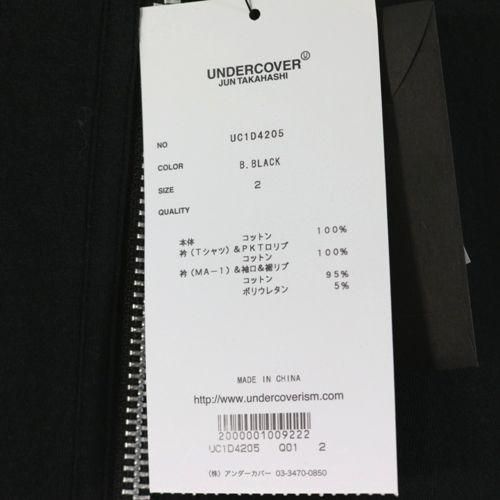 UNDERCOVER Ⓤ
JUN TAKAHASHI
NO UC1D4205
COLOR B.BLACK
SIZE 2
QUALITY
本体 コットン 100%
衿(Tシャツ)&PKT口リブ
コットン 100%
衿(MA-1)&袖口&裾リブ
コットン 95%
ポリウレタン 5%
MADE IN CHINA
http://www.undercoverism.com
2000001009222
UC1D4205 Q01 2
(株) アンダーカバー 03-3470-0850